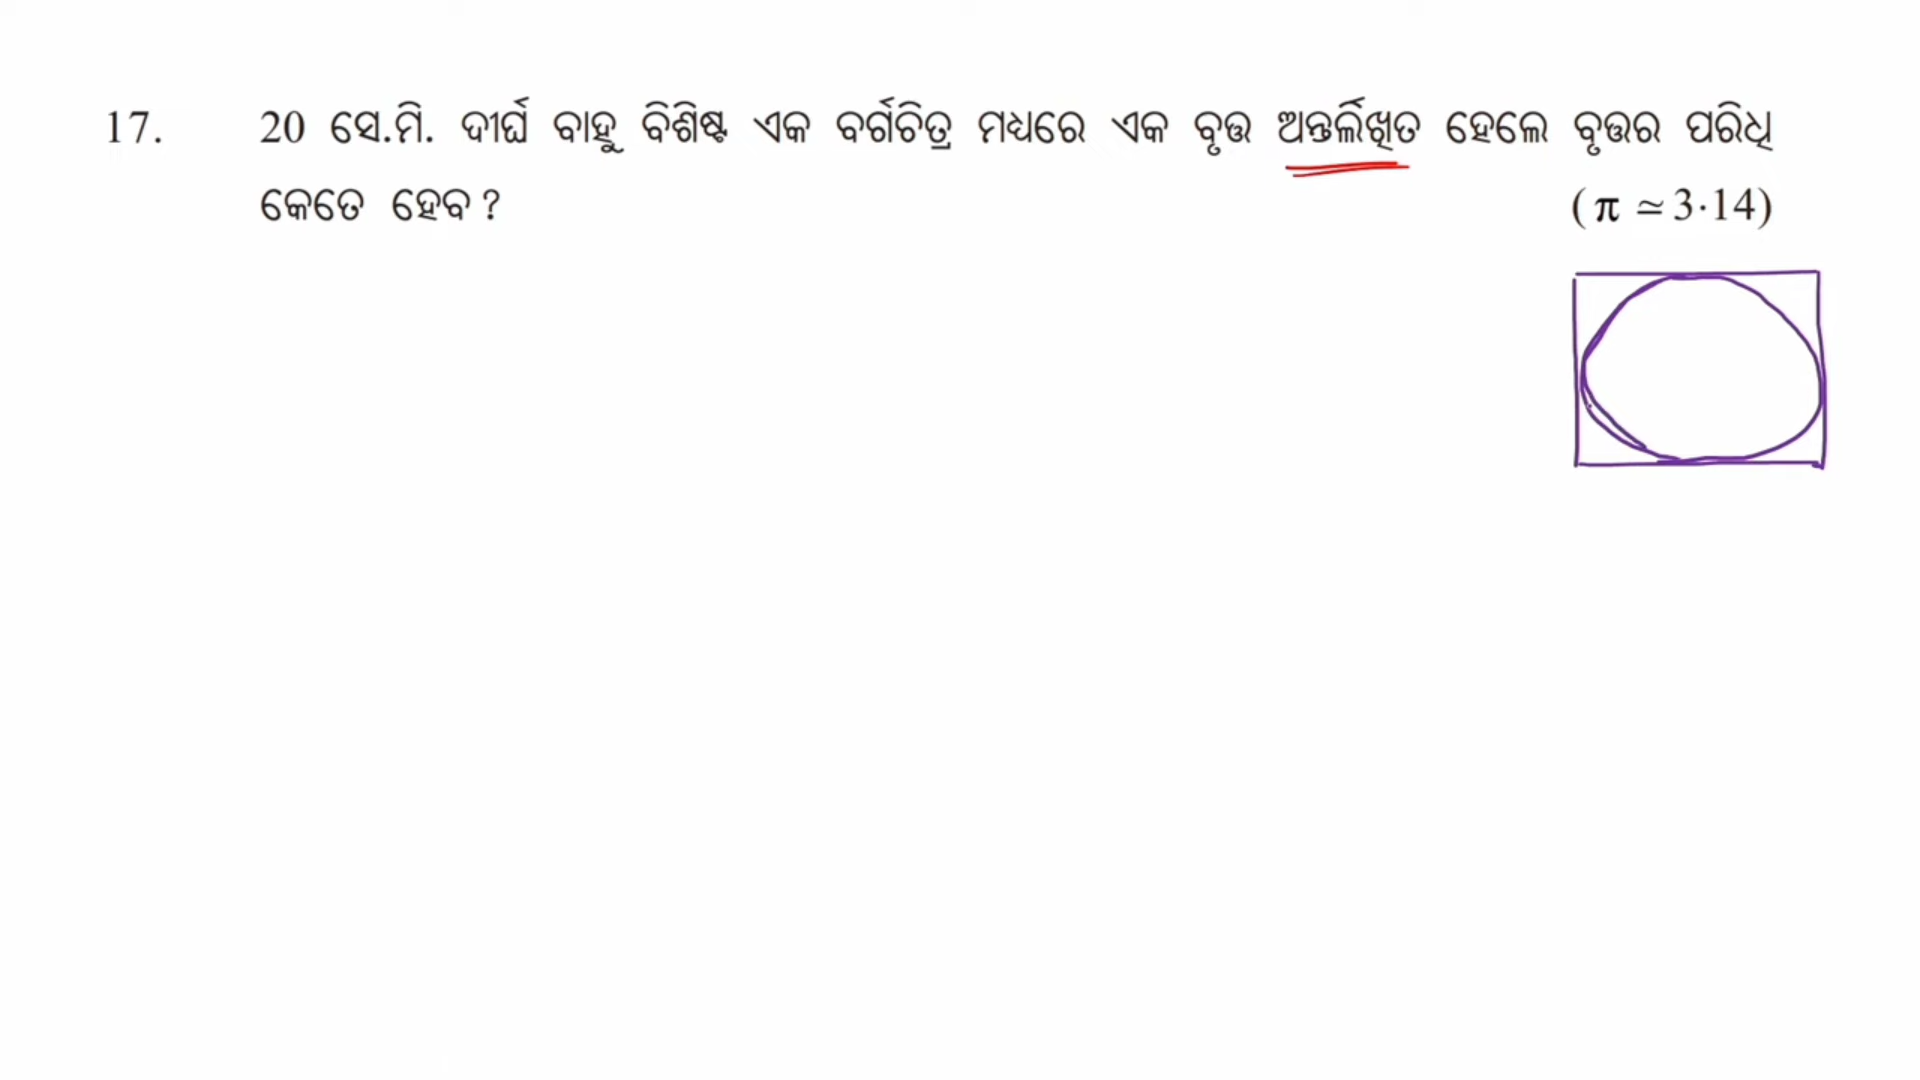 17. 20 ସେ.ମି. ଦୀର୍ଘ ବାହୁ ବିଶିଷ୍ଟ ଏକ ବର୍ଗଚିତ୍ର ମଧ୍ୟରେ ଏକ ବୃତ୍ତ ଅନ୍ତର୍ଲିଖିତ ହେଲେ ବୃତ୍ତର ପରିଧି
କେତେ ହେବ ? (π ≃ 3·14)